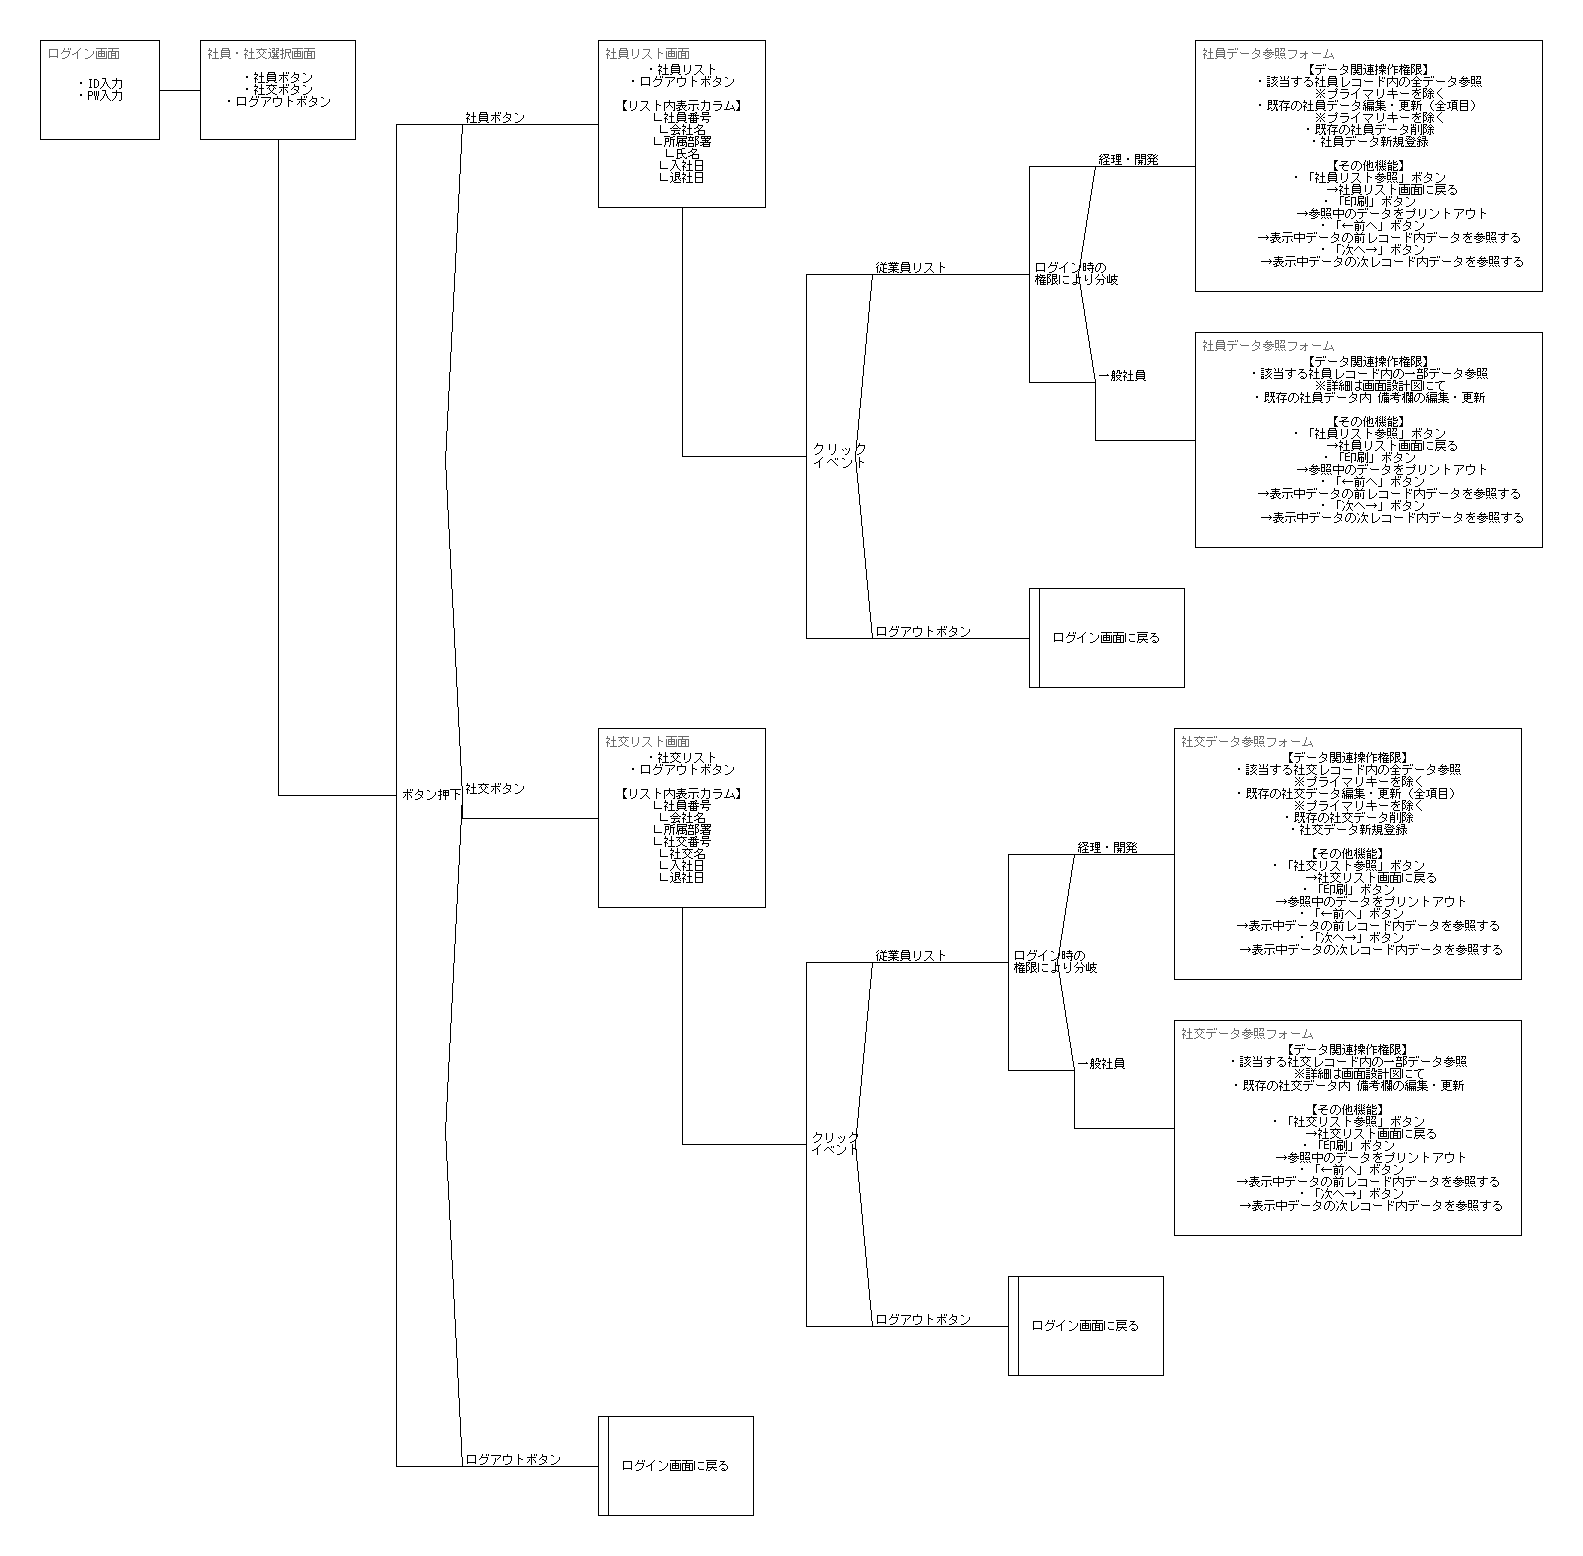 ログイン画面
・ID入力
・PW入力
社員・社交選択画面
・社員ボタン
・社交ボタン
・ログアウトボタン
ボタン押下
社員ボタン
社員リスト画面
・社員リスト
・ログアウトボタン
【リスト内表示カラム】
∟社員番号
∟会社名
∟所属部署
∟氏名
∟入社日
∟退社日
クリック
イベント
従業員リスト
ログイン時の
権限により分岐
経理・開発
社員データ参照フォーム
【データ関連操作権限】
・該当する社員レコード内の全データ参照
※プライマリキーを除く
・既存の社員データ編集・更新（全項目）
※プライマリキーを除く
・既存の社員データ削除
・社員データ新規登録
【その他機能】
・「社員リスト参照」ボタン
→社員リスト画面に戻る
・「印刷」ボタン
→参照中のデータをプリントアウト
・「←前へ」ボタン
→表示中データの前レコード内データを参照する
・「次へ→」ボタン
→表示中データの次レコード内データを参照する
一般社員
社員データ参照フォーム
【データ関連操作権限】
・該当する社員レコード内の一部データ参照
※詳細は画面設計図にて
・既存の社員データ内 備考欄の編集・更新
【その他機能】
・「社員リスト参照」ボタン
→社員リスト画面に戻る
・「印刷」ボタン
→参照中のデータをプリントアウト
・「←前へ」ボタン
→表示中データの前レコード内データを参照する
・「次へ→」ボタン
→表示中データの次レコード内データを参照する
ログアウトボタン
ログイン画面に戻る
社交ボタン
社交リスト画面
・社交リスト
・ログアウトボタン
【リスト内表示カラム】
∟社員番号
∟会社名
∟所属部署
∟社交番号
∟社交名
∟入社日
∟退社日
クリック
イベント
従業員リスト
ログイン時の
権限により分岐
経理・開発
社交データ参照フォーム
【データ関連操作権限】
・該当する社交レコード内の全データ参照
※プライマリキーを除く
・既存の社交データ編集・更新（全項目）
※プライマリキーを除く
・既存の社交データ削除
・社交データ新規登録
【その他機能】
・「社交リスト参照」ボタン
→社交リスト画面に戻る
・「印刷」ボタン
→参照中のデータをプリントアウト
・「←前へ」ボタン
→表示中データの前レコード内データを参照する
・「次へ→」ボタン
→表示中データの次レコード内データを参照する
一般社員
社交データ参照フォーム
【データ関連操作権限】
・該当する社交レコード内の一部データ参照
※詳細は画面設計図にて
・既存の社交データ内 備考欄の編集・更新
【その他機能】
・「社交リスト参照」ボタン
→社交リスト画面に戻る
・「印刷」ボタン
→参照中のデータをプリントアウト
・「←前へ」ボタン
→表示中データの前レコード内データを参照する
・「次へ→」ボタン
→表示中データの次レコード内データを参照する
ログアウトボタン
ログイン画面に戻る
ログアウトボタン
ログイン画面に戻る